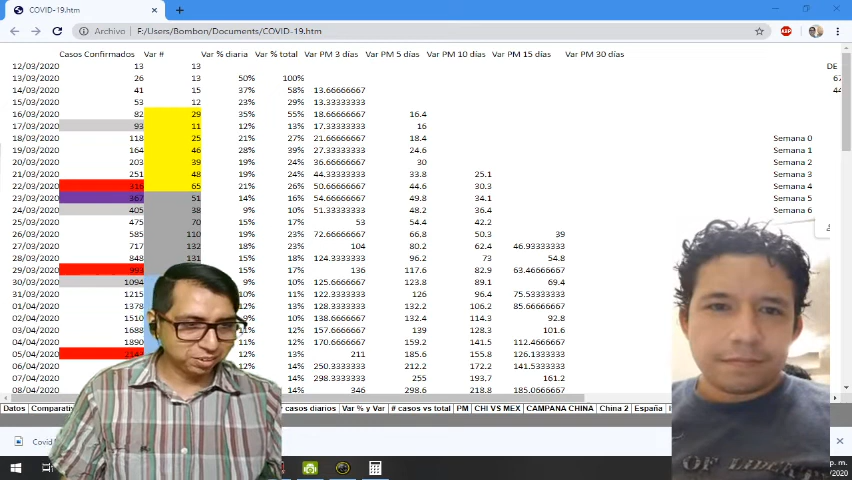 COVID-19.htm
Archivo F:/Users/Bombon/Documents/COVID-19.htm
ABP
Casos Confirmados Var # Var % diaria Var % total Var PM 3 días Var PM 5 días Var PM 10 días Var PM 15 días Var PM 30 días
12/03/2020 13 13 DE
13/03/2020 26 13 50% 100% 67
14/03/2020 41 15 37% 58% 13.66666667 44
15/03/2020 53 12 23% 29% 13.33333333
16/03/2020 82 29 35% 55% 18.66666667 16.4
17/03/2020 93 11 12% 13% 17.33333333 16
18/03/2020 118 25 21% 27% 21.66666667 21 Semana 0
19/03/2020 164 46 28% 39% 27.33333333 24.6 Semana 1
20/03/2020 203 39 19% 24% 36.66666667 30 Semana 2
21/03/2020 251 48 19% 24% 44.33333333 33.8 25.1 Semana 3
22/03/2020 316 65 21% 26% 50.66666667 44.6 30.3 Semana 4
23/03/2020 367 51 14% 16% 54.66666667 49.8 34.1 Semana 5
24/03/2020 405 38 9% 10% 51.33333333 48.2 36.4 Semana 6
25/03/2020 475 70 15% 17% 53 54.4 42.2
26/03/2020 585 110 19% 23% 72.66666667 66.8 50.3 39
27/03/2020 717 132 18% 23% 104 80.2 62.4 46.93333333
28/03/2020 848 131 15% 18% 124.3333333 96.2 73 54.8
29/03/2020 993 15% 17% 136 117.6 82.9 63.46666667
30/03/2020 1094 9% 10% 125.6666667 123.8 89.1 69.4
31/03/2020 1215 10% 11% 122.3333333 126 96.4 75.53333333
01/04/2020 1378 12% 13% 128.3333333 132.2 106.2 85.66666667
02/04/2020 1510 9% 10% 138.6666667 132.4 114.3 92.8
03/04/2020 1688 11% 12% 157.6666667 139 128.3 101.6
04/04/2020 1890 11% 12% 170.6666667 159.2 141.5 112.4666667
05/04/2020 12% 13% 211 185.6 155.8 126.1333333
06/04/2020 12% 14% 250.3333333 212.2 172.2 141.5333333
07/04/2020 14% 298.3333333 255 193.7 161.2
08/04/2020 14% 346 298.6 218.8 185.0666667
Datos Comparativ casos diarios Var % y Var # casos vs total PM CHI VS MEX CAMPANA CHINA China 2 España
Covid
p. m.
/2020
OF LIBER